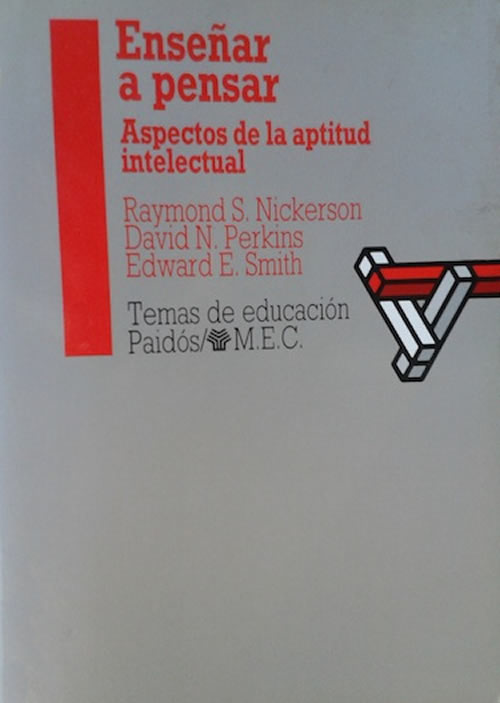 Enseñar
a pensar
Aspectos de la aptitud
intelectual
Raymond S. Nickerson
David N. Perkins
Edward E. Smith
Temas de educación
Paidós/M.E.C.